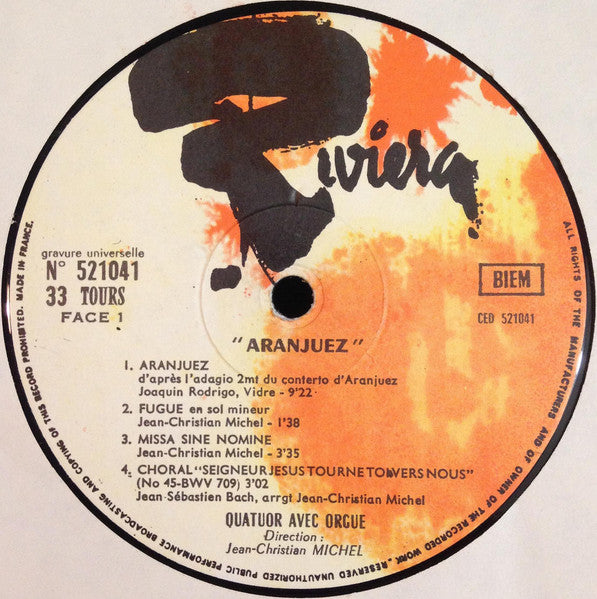 Riviera
gravure universelle
N° 521041
33 TOURS
FACE 1
BIEM
CED 521041
"ARANJUEZ"
1. ARANJUEZ
d'après l'adagio 2mt du conterto d'Aranjuez
Joaquin Rodrigo, Vidre - 9'22
2. FUGUE en sol mineur
Jean-Christian Michel - 1'38
3. MISSA SINE NOMINE
Jean-Christian Michel - 3'35
4. CHORAL "SEIGNEUR JESUS TOURNE TOI VERS NOUS"
(No 45-BWV 709) 3'02
Jean-Sébastien Bach, arrgt Jean-Christian Michel
QUATUOR AVEC ORGUE
Direction :
Jean-Christian MICHEL
ALL RIGHTS OF THE MANUFACTURERS AND OF OWNER OF THE RECORDED WORK - RESERVED UNAUTHORIZED PUBLIC PERFORMANCE BROADCASTING AND COPYING OF THIS RECORD PROHIBITED. MADE IN FRANCE.